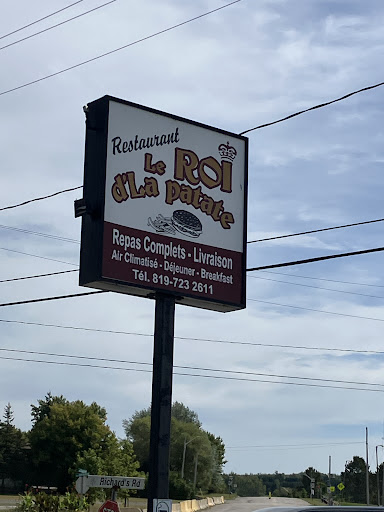 Restaurant
Le ROI
d'La patate
Repas Complets - Livraison
Air Climatisé - Déjeuner - Breakfast
Tél. 819-723 2611
Richard's Rd